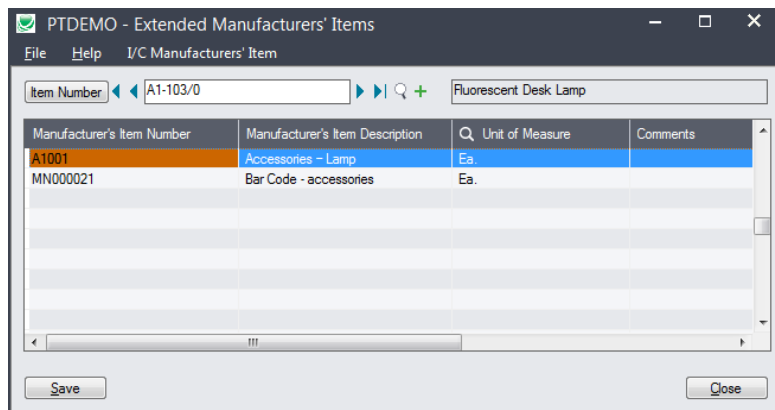 PTDEMO - Extended Manufacturers' Items
File Help I/C Manufacturers' Item
Item Number A1-103/0 Fluorescent Desk Lamp
Manufacturer's Item Number Manufacturer's Item Description Unit of Measure Comments
A1001 Accessories – Lamp Ea.
MN000021 Bar Code - accessories Ea.
Save Close